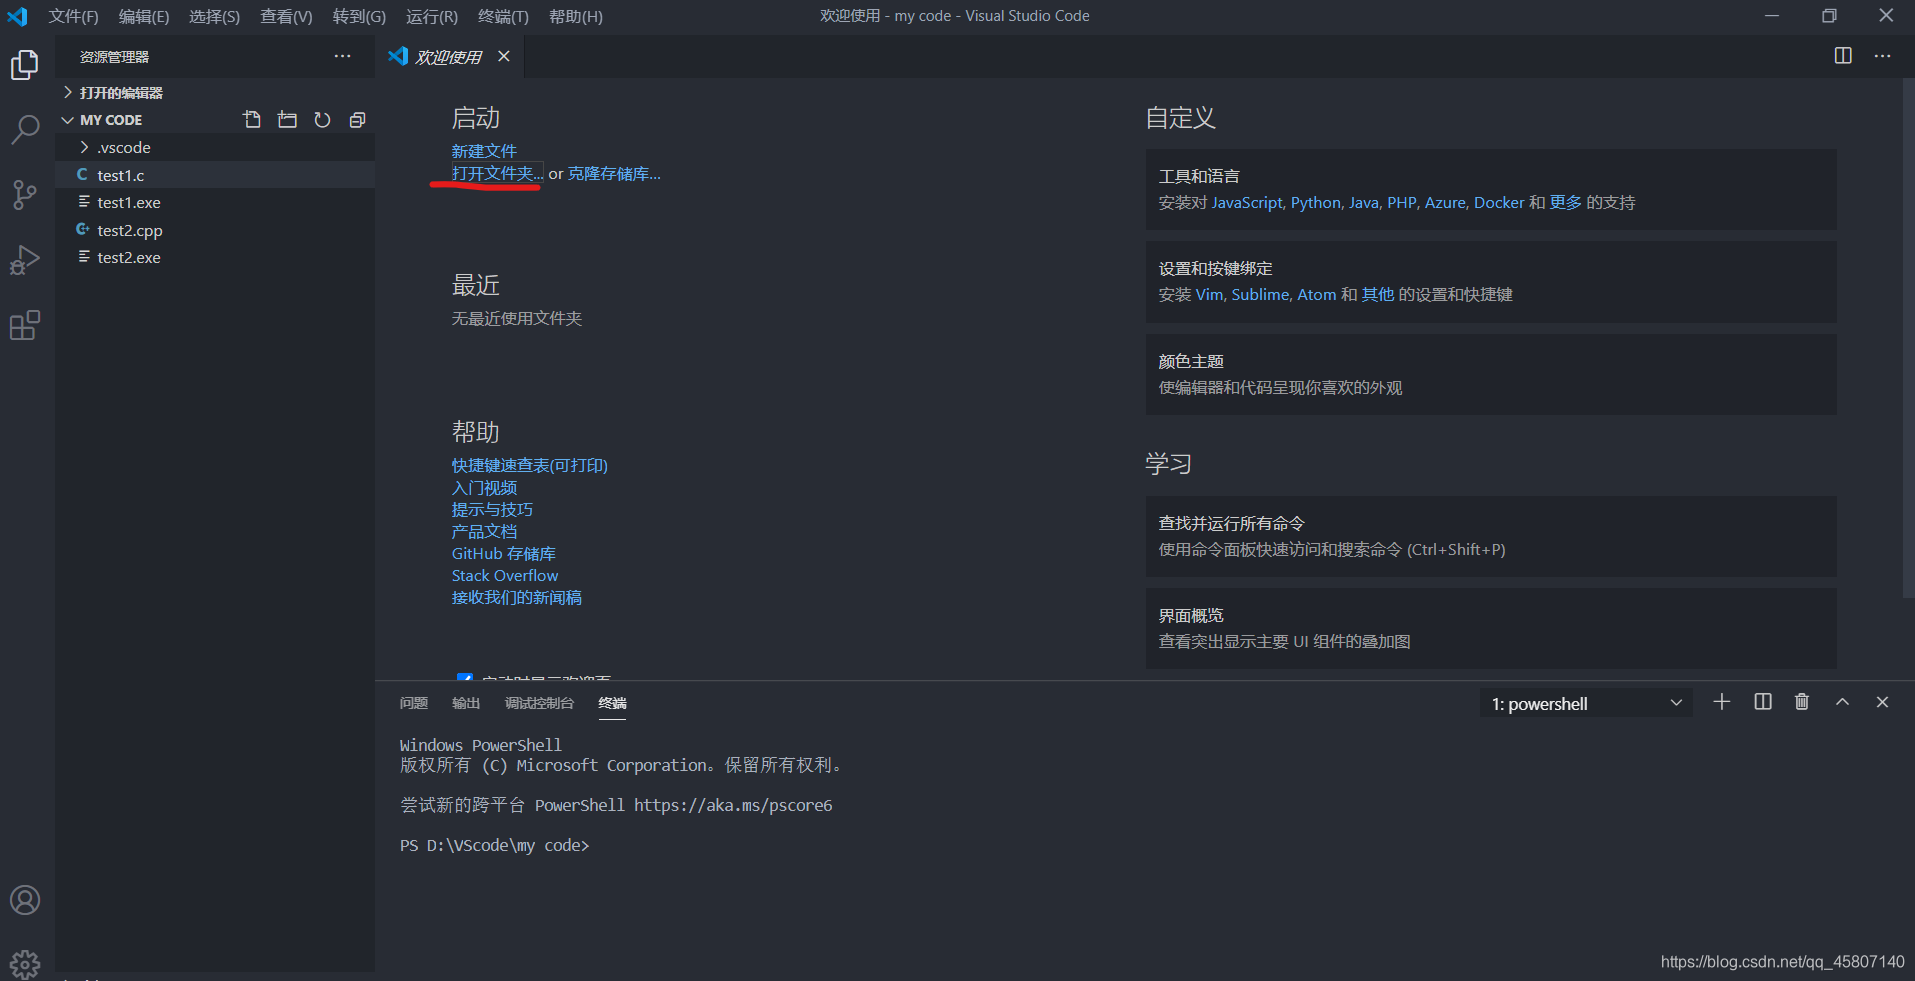 文件(F) 编辑(E) 选择(S) 查看(V) 转到(G) 运行(R) 终端(T) 帮助(H)
欢迎使用 - my code - Visual Studio Code
资源管理器
打开的编辑器
MY CODE
.vscode
C test1.c
test1.exe
test2.cpp
test2.exe
欢迎使用
启动
新建文件
打开文件夹... or 克隆存储库...
最近
无最近使用文件夹
帮助
快捷键速查表(可打印)
入门视频
提示与技巧
产品文档
GitHub 存储库
Stack Overflow
接收我们的新闻稿
启动时显示欢迎页
自定义
工具和语言
安装对 JavaScript, Python, Java, PHP, Azure, Docker 和 更多 的支持
设置和按键绑定
安装 Vim, Sublime, Atom 和 其他 的设置和快捷键
颜色主题
使编辑器和代码呈现你喜欢的外观
学习
查找并运行所有命令
使用命令面板快速访问和搜索命令 (Ctrl+Shift+P)
界面概览
查看突出显示主要 UI 组件的叠加图
问题 输出 调试控制台 终端
1: powershell
Windows PowerShell
版权所有 (C) Microsoft Corporation。保留所有权利。
尝试新的跨平台 PowerShell https://aka.ms/pscore6
PS D:\VScode\my code>
https://blog.csdn.net/qq_45807140